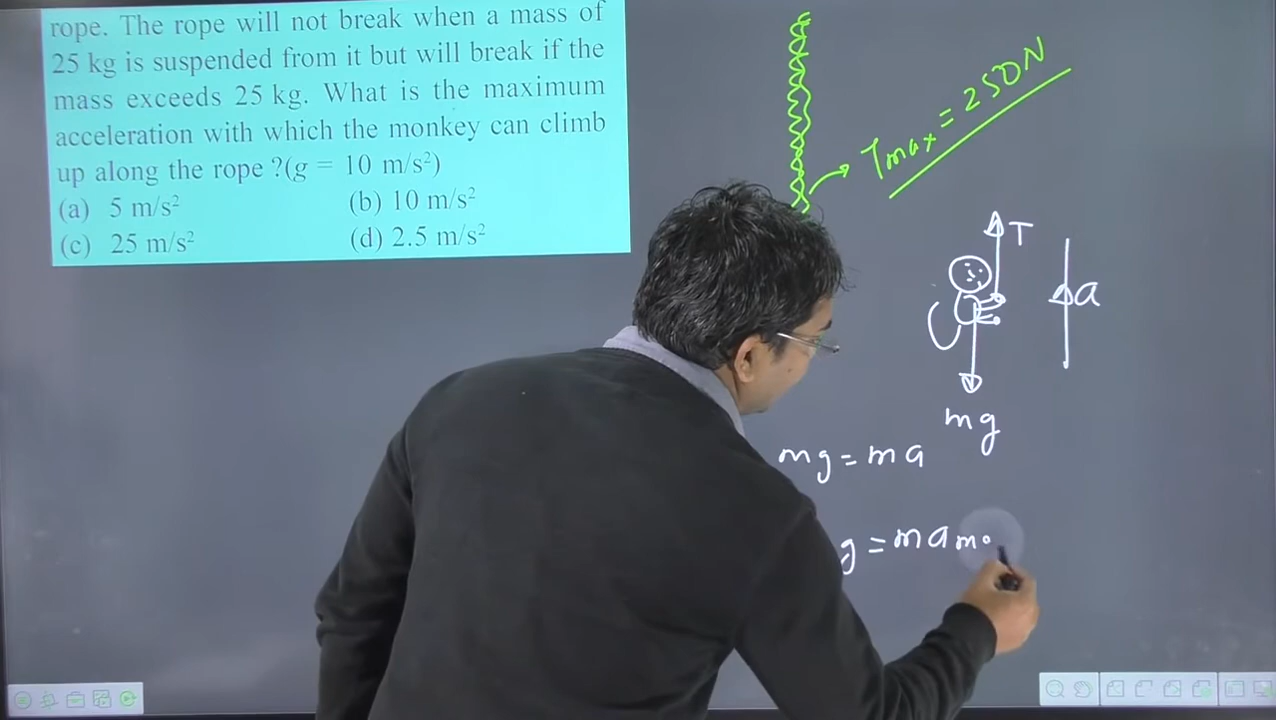 rope. The rope will not break when a mass of
25 kg is suspended from it but will break if the
mass exceeds 25 kg. What is the maximum
acceleration with which the monkey can climb
up along the rope ?(g = 10 m/s²)
(a) 5 m/s² (b) 10 m/s²
(c) 25 m/s² (d) 2.5 m/s²
Tmax = 250N
T
a
mg
mg = ma
g = ma